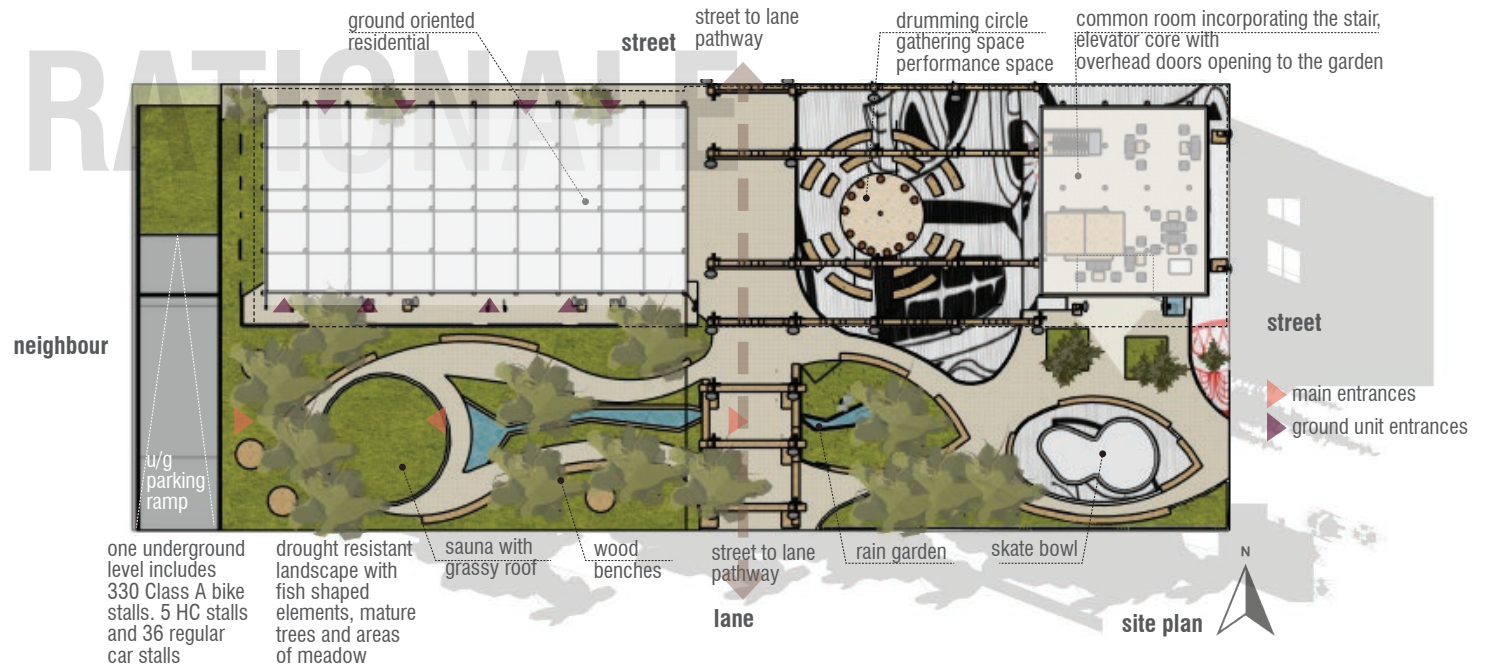 RATIONALE
ground oriented
residential
street
street to lane
pathway
drumming circle
gathering space
performance space
common room incorporating the stair,
elevator core with
overhead doors opening to the garden
neighbour
street
main entrances
ground unit entrances
u/g
parking
ramp
one underground
level includes
330 Class A bike
stalls. 5 HC stalls
and 36 regular
car stalls
drought resistant
landscape with
fish shaped
elements, mature
trees and areas
of meadow
sauna with
grassy roof
wood
benches
street to lane
pathway
lane
rain garden
skate bowl
site plan
N